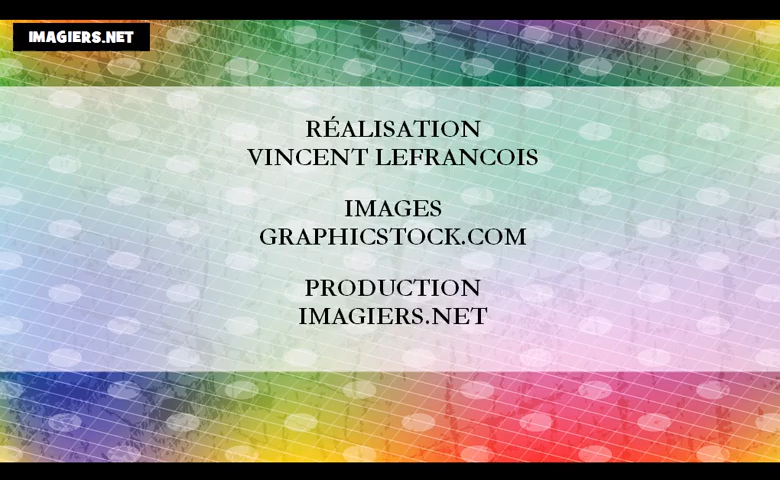 IMAGIERS.NET
RÉALISATION
VINCENT LEFRANCOIS
IMAGES
GRAPHICSTOCK.COM
PRODUCTION
IMAGIERS.NET